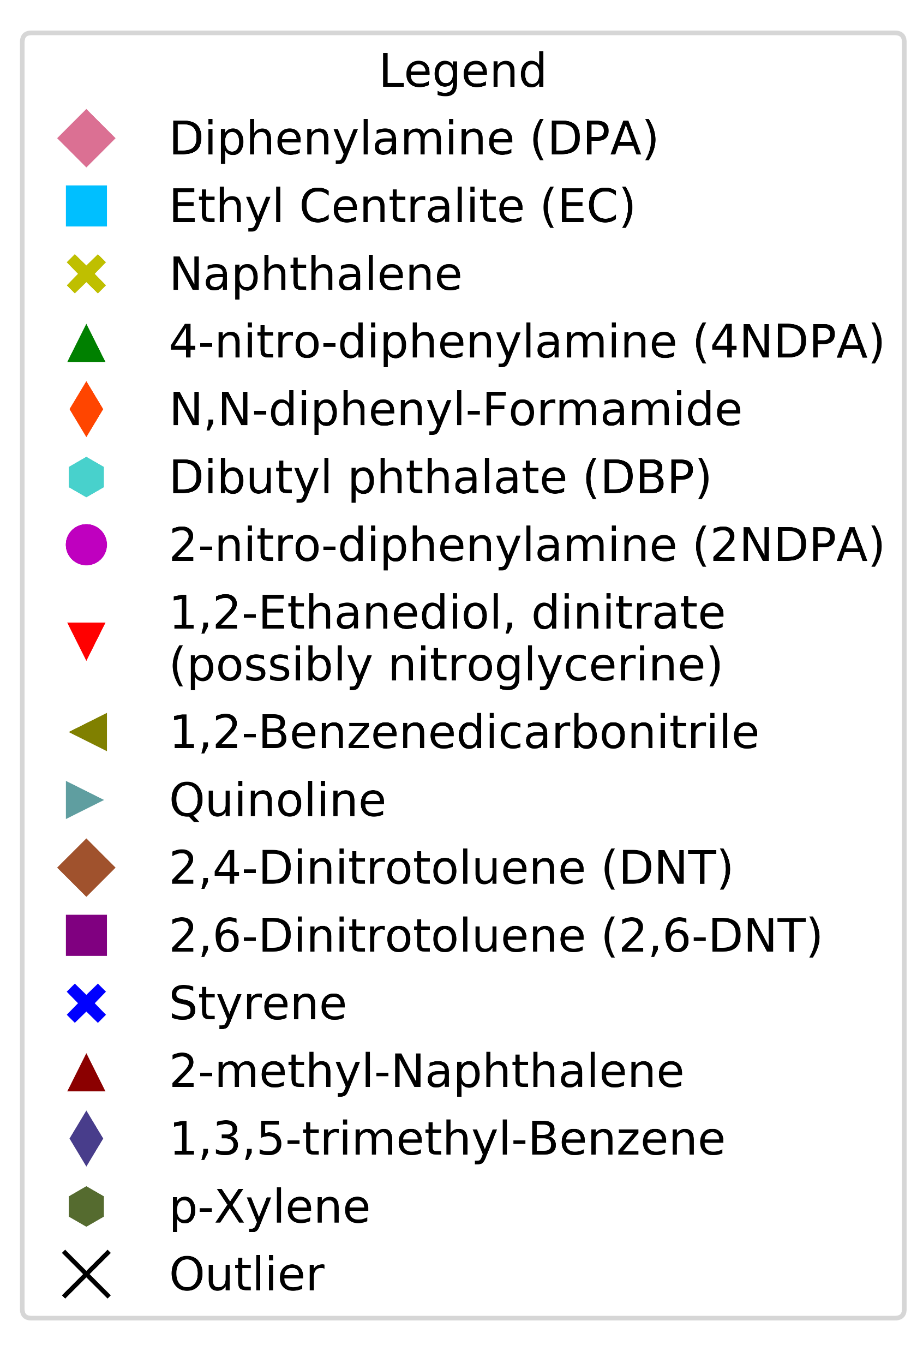 Legend
Diphenylamine (DPA)
Ethyl Centralite (EC)
Naphthalene
4-nitro-diphenylamine (4NDPA)
N,N-diphenyl-Formamide
Dibutyl phthalate (DBP)
2-nitro-diphenylamine (2NDPA)
1,2-Ethanediol, dinitrate
(possibly nitroglycerine)
1,2-Benzenedicarbonitrile
Quinoline
2,4-Dinitrotoluene (DNT)
2,6-Dinitrotoluene (2,6-DNT)
Styrene
2-methyl-Naphthalene
1,3,5-trimethyl-Benzene
p-Xylene
Outlier